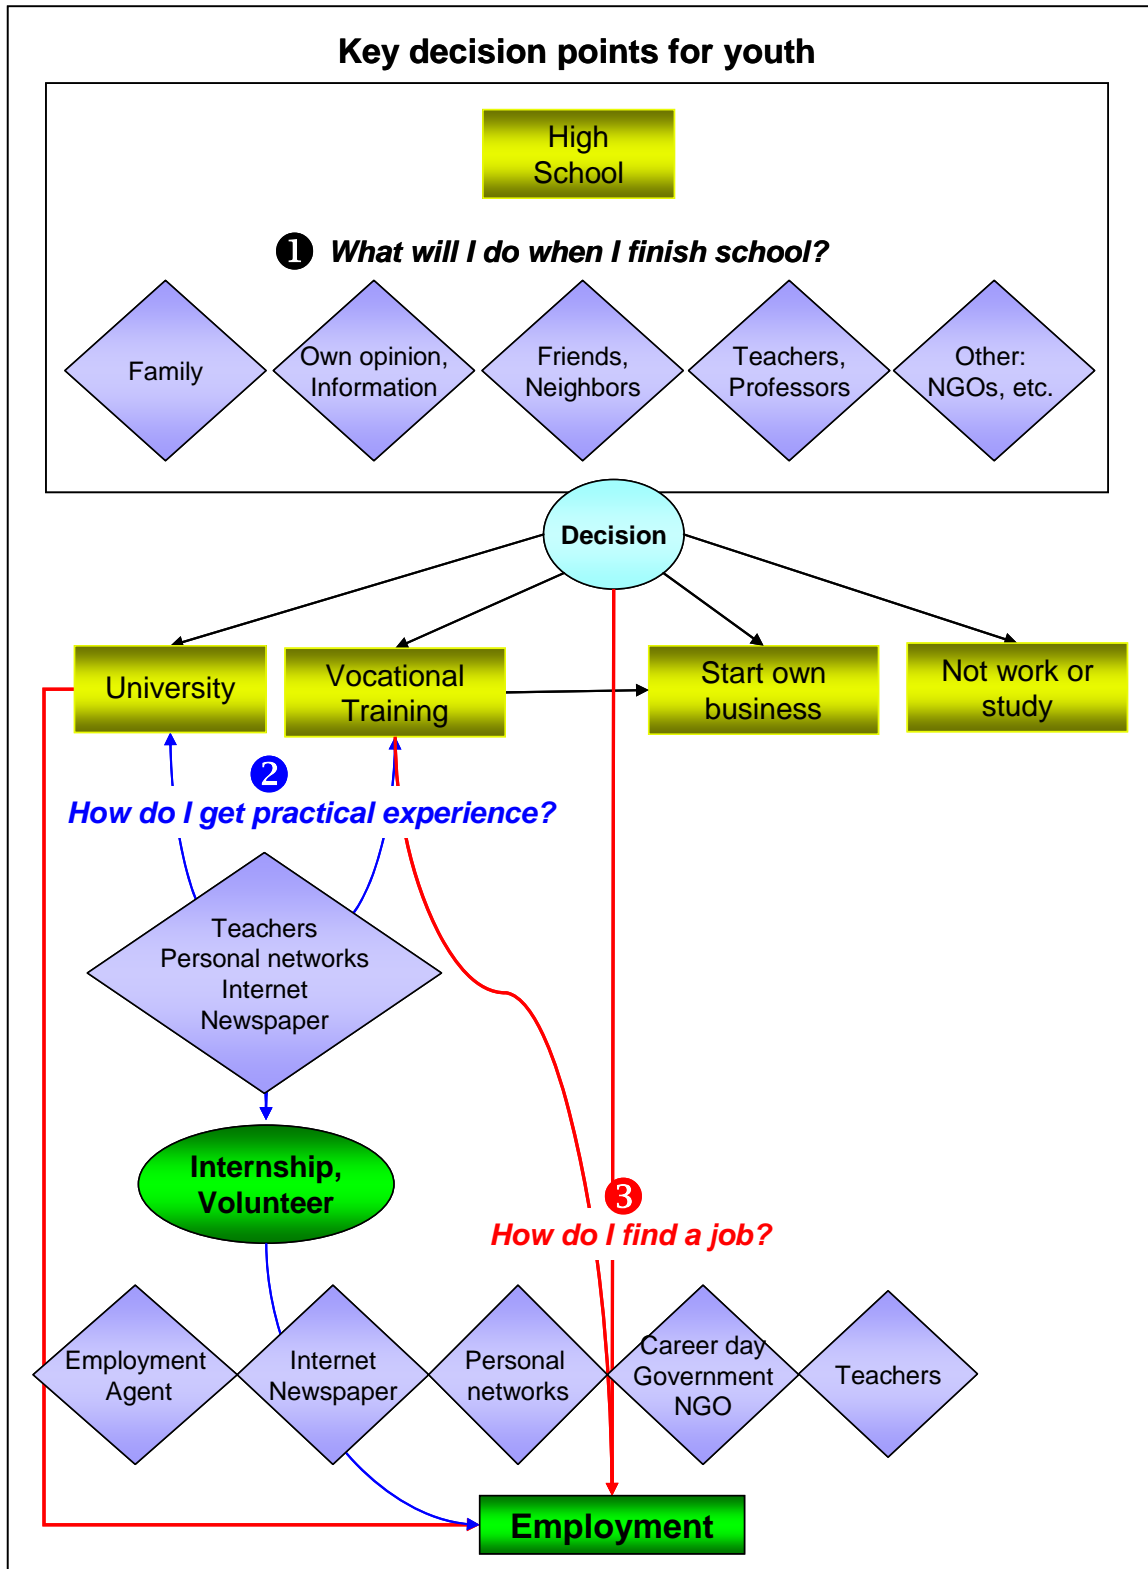 Key decision points for youth
High
School
❶ What will I do when I finish school?
Family
Own opinion,
Information
Friends,
Neighbors
Teachers,
Professors
Other:
NGOs, etc.
Decision
University
Vocational
Training
Start own
business
Not work or
study
❷
How do I get practical experience?
Teachers
Personal networks
Internet
Newspaper
Internship,
Volunteer
❸
How do I find a job?
Employment
Agent
Internet
Newspaper
Personal
networks
Career day
Government
NGO
Teachers
Employment